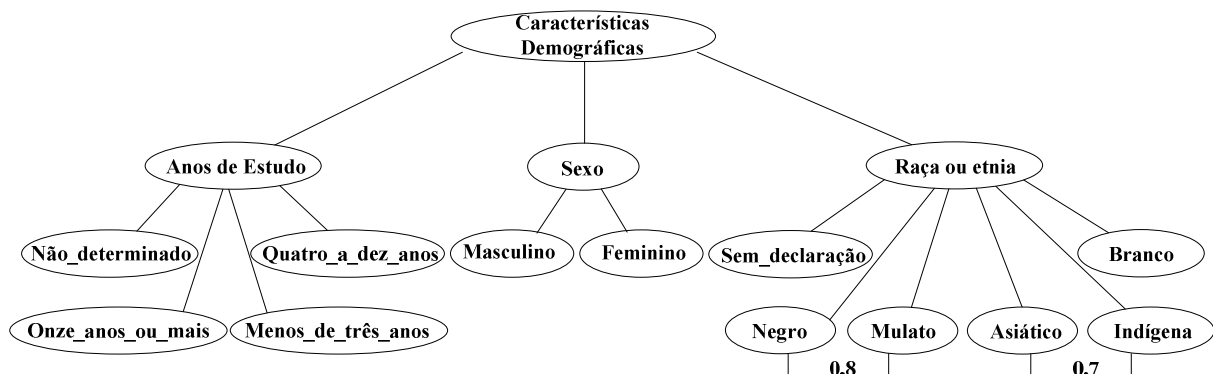 Características
Demográficas
Anos de Estudo
Sexo
Raça ou etnia
Não_determinado
Quatro_a_dez_anos
Masculino
Feminino
Sem_declaração
Branco
Onze_anos_ou_mais
Menos_de_três_anos
Negro
Mulato
Asiático
Indígena
0.8
0.7